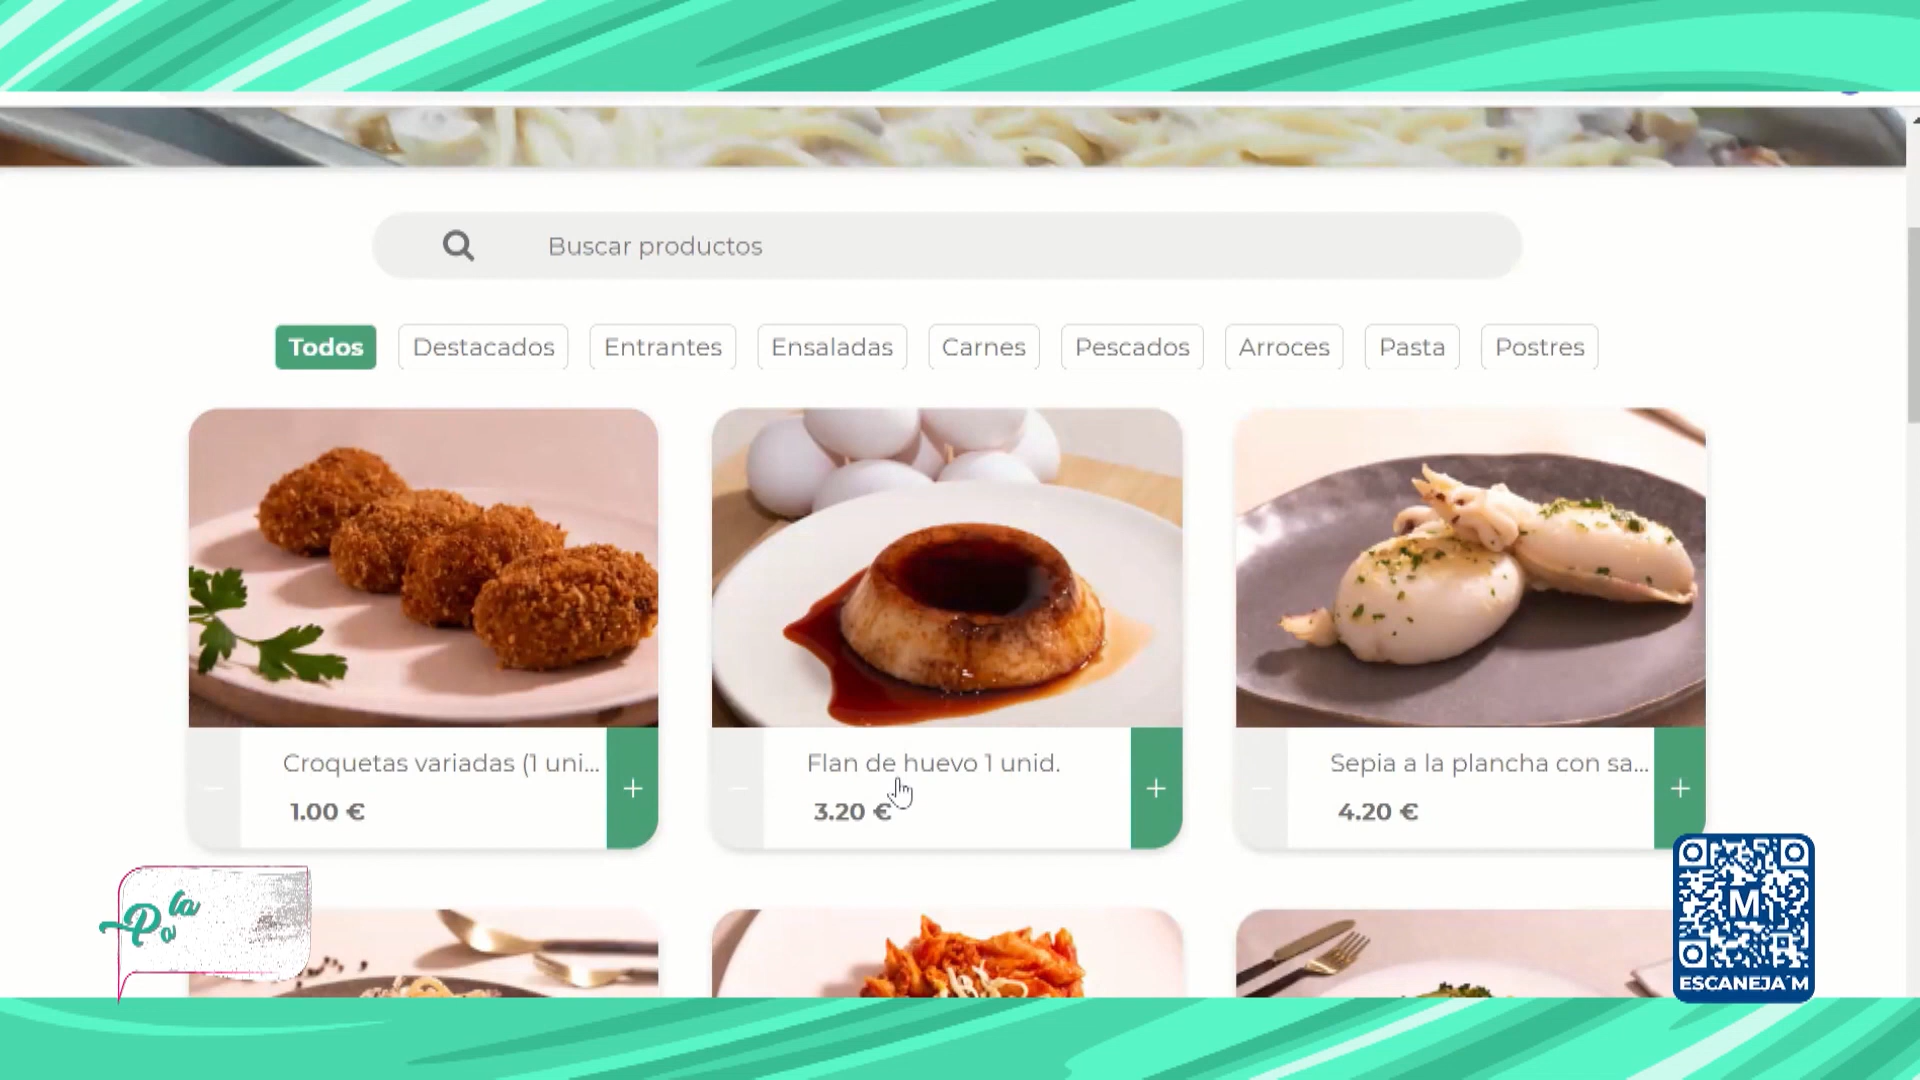 Buscar productos
Todos Destacados Entrantes Ensaladas Carnes Pescados Arroces Pasta Postres
Croquetas variadas (1 uni...
1.00 €
Flan de huevo 1 unid.
3.20 €
Sepia a la plancha con sa...
4.20 €
la
M
ESCANEJA'M